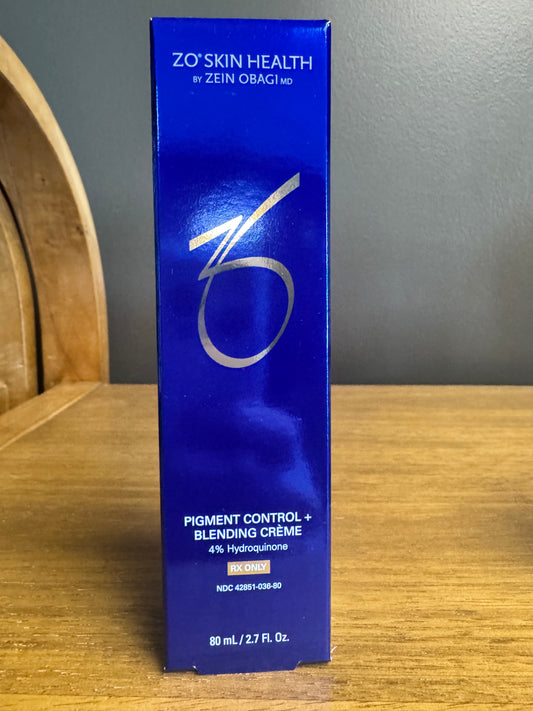 ZO® SKIN HEALTH
BY ZEIN OBAGI MD
PIGMENT CONTROL +
BLENDING CRÈME
4% Hydroquinone
RX ONLY
NDC 42851-036-80
80 mL / 2.7 Fl. Oz.